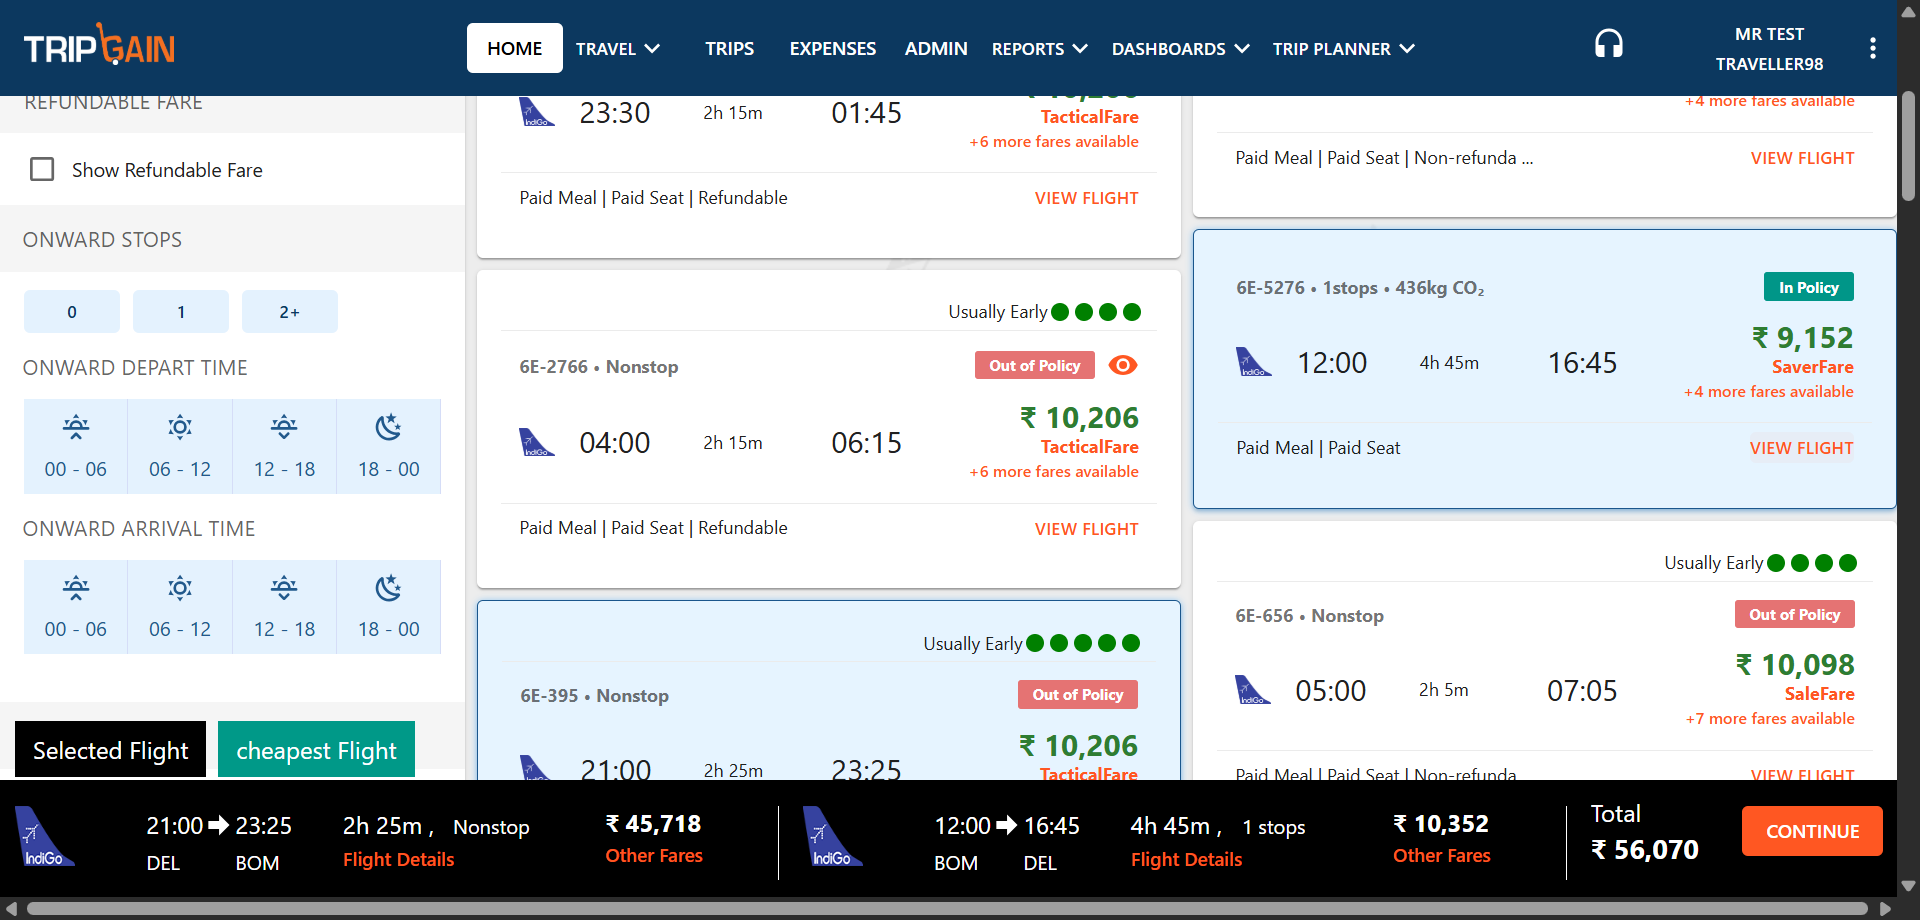 TRIPGAIN
HOME
TRAVEL
TRIPS
EXPENSES
ADMIN
REPORTS
DASHBOARDS
TRIP PLANNER
MR TEST
TRAVELLER98
REFUNDABLE FARE
Show Refundable Fare
ONWARD STOPS
0
1
2+
ONWARD DEPART TIME
00 - 06
06 - 12
12 - 18
18 - 00
ONWARD ARRIVAL TIME
00 - 06
06 - 12
12 - 18
18 - 00
Selected Flight
cheapest Flight
IndiGo
23:30
2h 15m
01:45
TacticalFare
+6 more fares available
Paid Meal | Paid Seat | Refundable
VIEW FLIGHT
Usually Early
6E-2766 • Nonstop
Out of Policy
IndiGo
04:00
2h 15m
06:15
₹ 10,206
TacticalFare
+6 more fares available
Paid Meal | Paid Seat | Refundable
VIEW FLIGHT
Usually Early
6E-395 • Nonstop
Out of Policy
21:00
2h 25m
23:25
₹ 10,206
TacticalFare
+4 more fares available
Paid Meal | Paid Seat | Non-refunda ...
VIEW FLIGHT
6E-5276 • 1stops • 436kg CO₂
In Policy
IndiGo
12:00
4h 45m
16:45
₹ 9,152
SaverFare
+4 more fares available
Paid Meal | Paid Seat
VIEW FLIGHT
Usually Early
6E-656 • Nonstop
Out of Policy
IndiGo
05:00
2h 5m
07:05
₹ 10,098
SaleFare
+7 more fares available
Paid Meal | Paid Seat | Non-refunda
VIEW FLIGHT
IndiGo
21:00 23:25
DEL BOM
2h 25m , Nonstop
Flight Details
₹ 45,718
Other Fares
IndiGo
12:00 16:45
BOM DEL
4h 45m , 1 stops
Flight Details
₹ 10,352
Other Fares
Total
₹ 56,070
CONTINUE